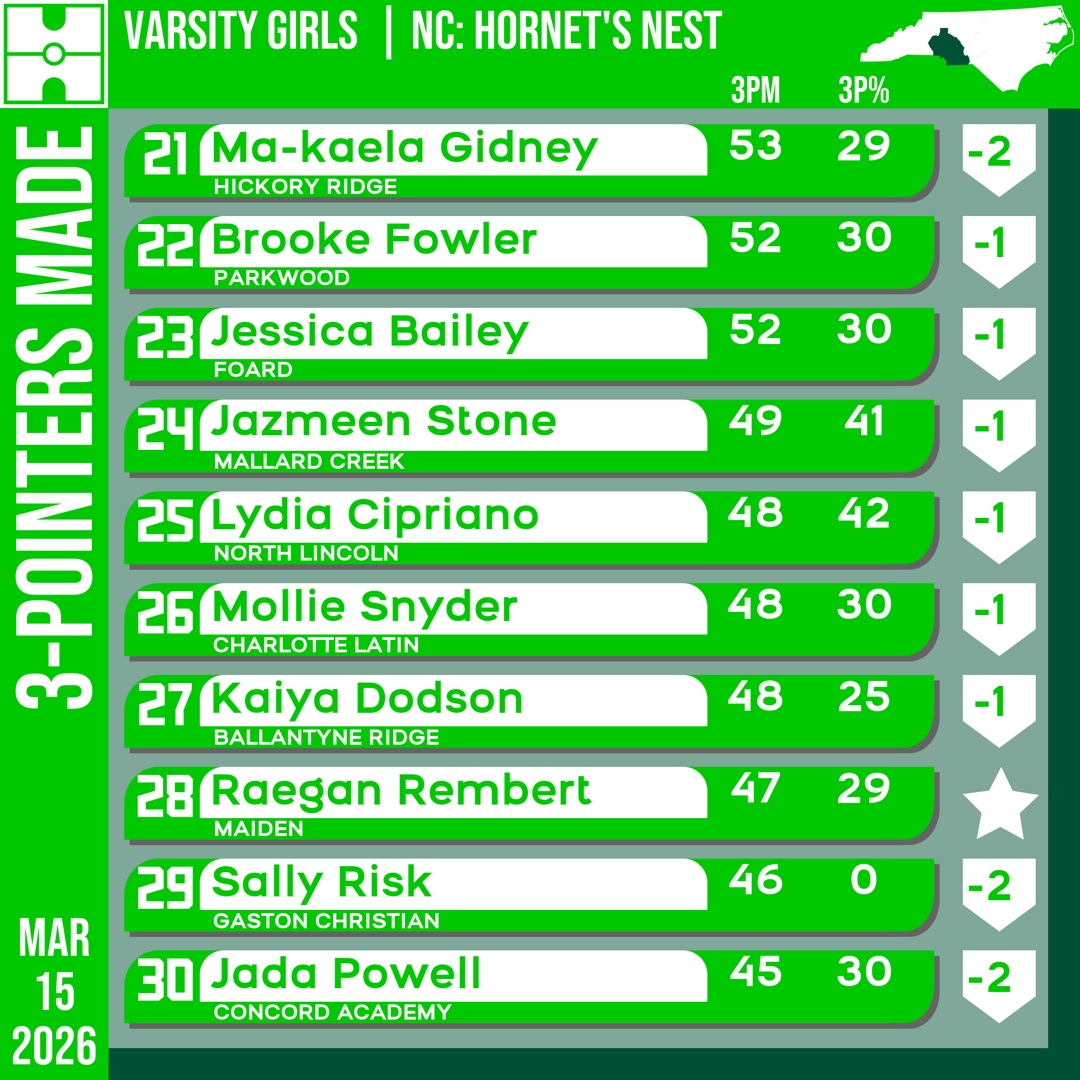 VARSITY GIRLS | NC: HORNET'S NEST
3PM 3P%
3-POINTERS MADE
21 Ma-kaela Gidney 53 29 -2
HICKORY RIDGE
22 Brooke Fowler 52 30 -1
PARKWOOD
23 Jessica Bailey 52 30 -1
FOARD
24 Jazmeen Stone 49 41 -1
MALLARD CREEK
25 Lydia Cipriano 48 42 -1
NORTH LINCOLN
26 Mollie Snyder 48 30 -1
CHARLOTTE LATIN
27 Kaiya Dodson 48 25 -1
BALLANTYNE RIDGE
28 Raegan Rembert 47 29
MAIDEN
29 Sally Risk 46 0 -2
GASTON CHRISTIAN
30 Jada Powell 45 30 -2
CONCORD ACADEMY
MAR
15
2026